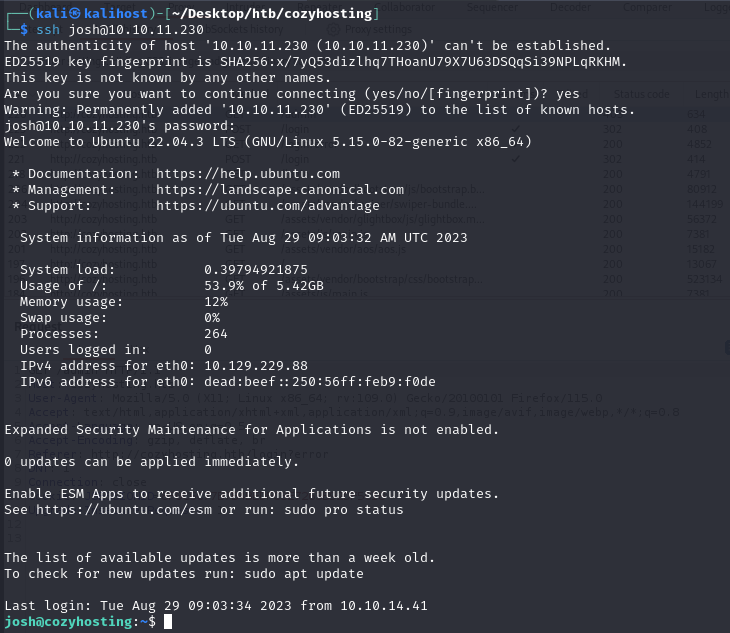 ┌──(kali㉿kalihost)-[~/Desktop/htb/cozyhosting]
└─$ ssh josh@10.10.11.230
The authenticity of host '10.10.11.230 (10.10.11.230)' can't be established.
ED25519 key fingerprint is SHA256:x/7yQ53dizlhq7THoanU79X7U63DSQqSi39NPLqRKHM.
This key is not known by any other names.
Are you sure you want to continue connecting (yes/no/[fingerprint])? yes
Warning: Permanently added '10.10.11.230' (ED25519) to the list of known hosts.
josh@10.10.11.230's password:
Welcome to Ubuntu 22.04.3 LTS (GNU/Linux 5.15.0-82-generic x86_64)
* Documentation:  https://help.ubuntu.com
* Management:     https://landscape.canonical.com
* Support:        https://ubuntu.com/advantage
System information as of Tue Aug 29 09:03:32 AM UTC 2023
System load:           0.39794921875
Usage of /:            53.9% of 5.42GB
Memory usage:          12%
Swap usage:            0%
Processes:             264
Users logged in:       0
IPv4 address for eth0: 10.129.229.88
IPv6 address for eth0: dead:beef::250:56ff:feb9:f0de
Expanded Security Maintenance for Applications is not enabled.
0 updates can be applied immediately.
Enable ESM Apps to receive additional future security updates.
See https://ubuntu.com/esm or run: sudo pro status
The list of available updates is more than a week old.
To check for new updates run: sudo apt update
Last login: Tue Aug 29 09:03:34 2023 from 10.10.14.41
josh@cozyhosting:~$